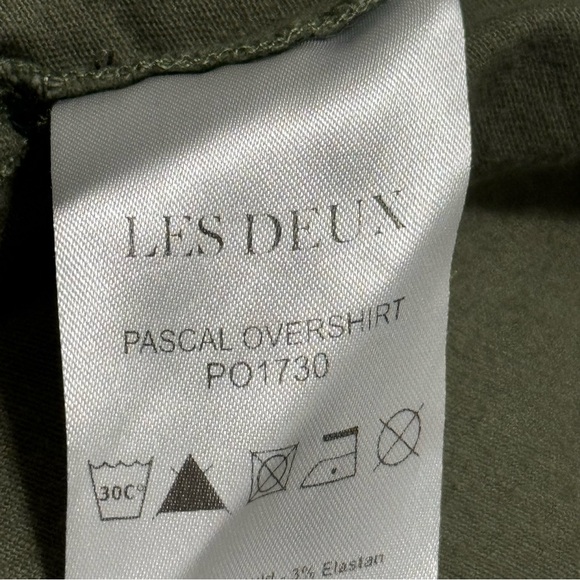 LES DEUX
PASCAL OVERSHIRT
PO1730
30C°
- 3% Elastan